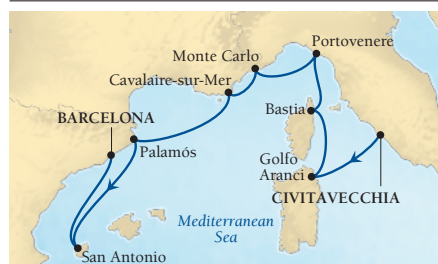 Portovenere
Monte Carlo
Cavalaire-sur-Mer
BARCELONA
Bastia
Palamós
Golfo
Aranci
CIVITAVECCHIA
Mediterranean
Sea
San Antonio